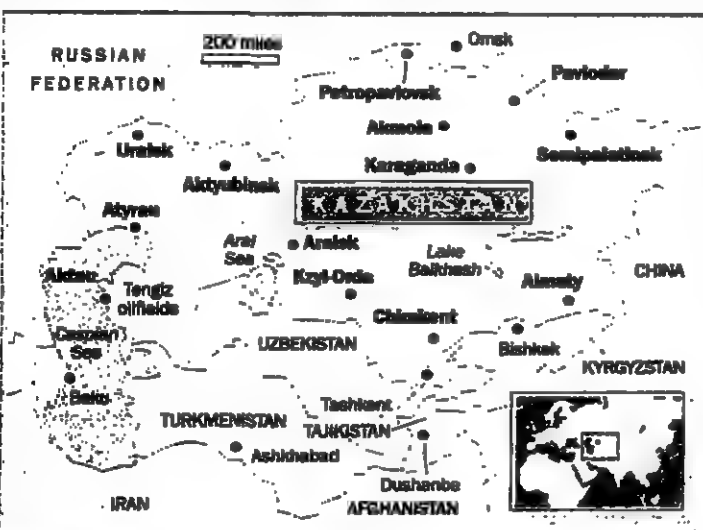 RUSSIAN
FEDERATION
200 miles
Omsk
Petropavlovsk
Pavlodar
Akmola
Uralsk
Semipalatinsk
Karaganda
Aktyubinsk
KAZAKHSTAN
Atyrau
Aral
Sea
Aralsk
Lake
Balkhash
CHINA
Aktau
Tengiz
oilfields
Kzyl-Orda
Almaty
Chimkent
Caspian
Sea
UZBEKISTAN
Bishkek
KYRGYZSTAN
Baku
Tashkent
TURKMENISTAN
TAJIKISTAN
Ashkhabad
Dushanbe
IRAN
AFGHANISTAN